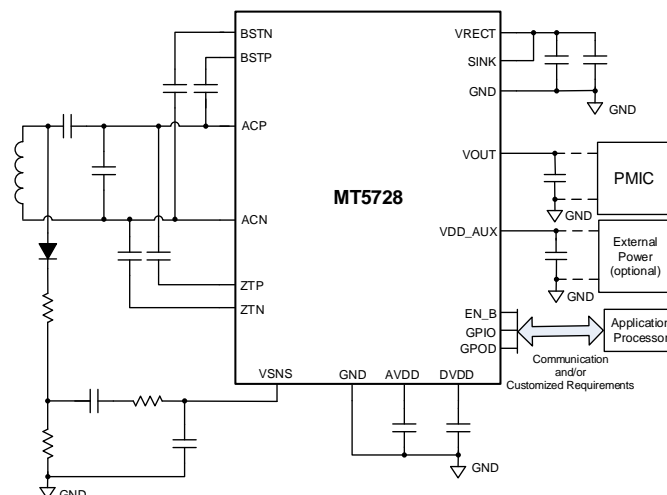 BSTN
BSTP
ACP
ACN
ZTP
ZTN
VSNS
GND
AVDD
DVDD
MT5728
VRECT
SINK
GND
VOUT
VDD_AUX
EN_B
GPIO
GPOD
GND
GND
PMIC
GND
External
Power
(optional)
Application
Processor
Communication
and/or
Customized Requirements
GND
GND